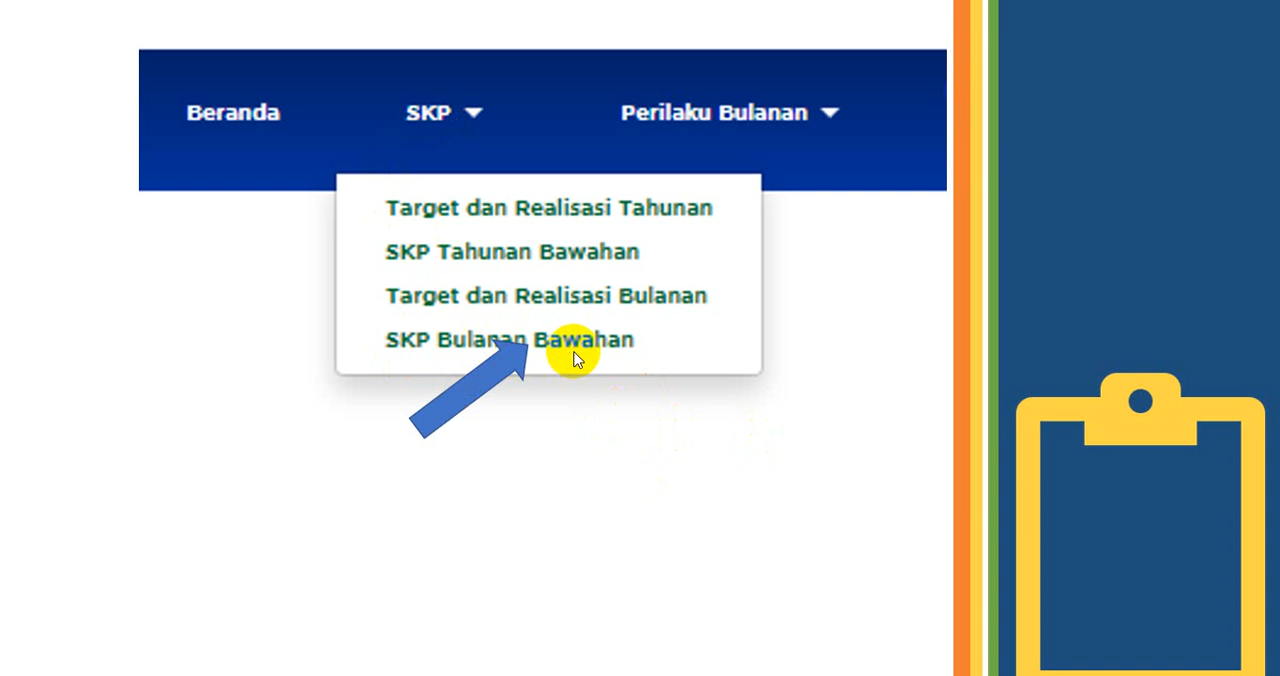 Beranda
SKP
Perilaku Bulanan
Target dan Realisasi Tahunan
SKP Tahunan Bawahan
Target dan Realisasi Bulanan
SKP Bulanan Bawahan